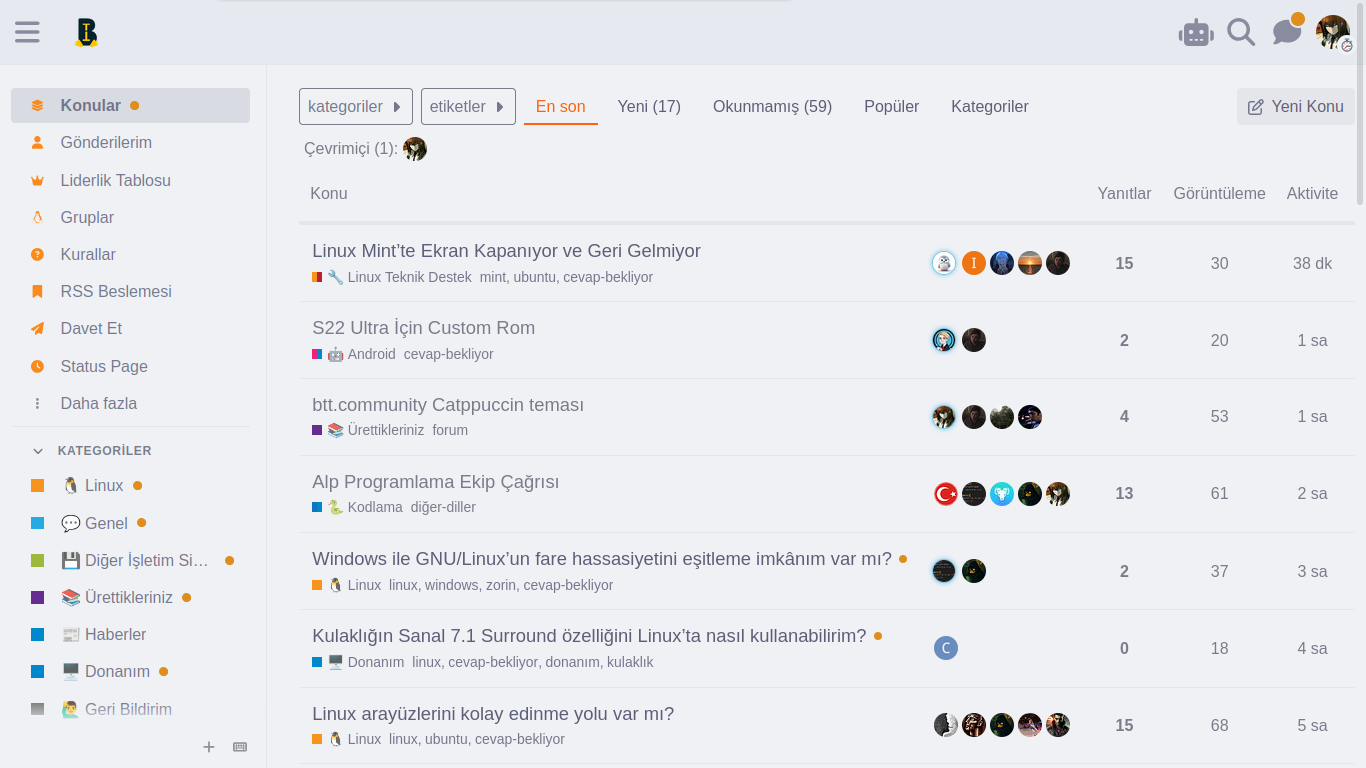 Konular
Gönderilerim
Liderlik Tablosu
Gruplar
Kurallar
RSS Beslemesi
Davet Et
Status Page
Daha fazla
KATEGORİLER
Linux
Genel
Diğer İşletim Si…
Ürettikleriniz
Haberler
Donanım
Geri Bildirim
kategoriler
etiketler
En son
Yeni (17)
Okunmamış (59)
Popüler
Kategoriler
Yeni Konu
Çevrimiçi (1):
Konu Yanıtlar Görüntüleme Aktivite
Linux Mint’te Ekran Kapanıyor ve Geri Gelmiyor
Linux Teknik Destek mint, ubuntu, cevap-bekliyor
I
15 30 38 dk
S22 Ultra İçin Custom Rom
Android cevap-bekliyor
2 20 1 sa
btt.community Catppuccin teması
Ürettikleriniz forum
4 53 1 sa
Alp Programlama Ekip Çağrısı
Kodlama diğer-diller
13 61 2 sa
Windows ile GNU/Linux’un fare hassasiyetini eşitleme imkânım var mı?
Linux linux, windows, zorin, cevap-bekliyor
2 37 3 sa
Kulaklığın Sanal 7.1 Surround özelliğini Linux’ta nasıl kullanabilirim?
Donanım linux, cevap-bekliyor, donanım, kulaklık
C
0 18 4 sa
Linux arayüzlerini kolay edinme yolu var mı?
Linux linux, ubuntu, cevap-bekliyor
15 68 5 sa